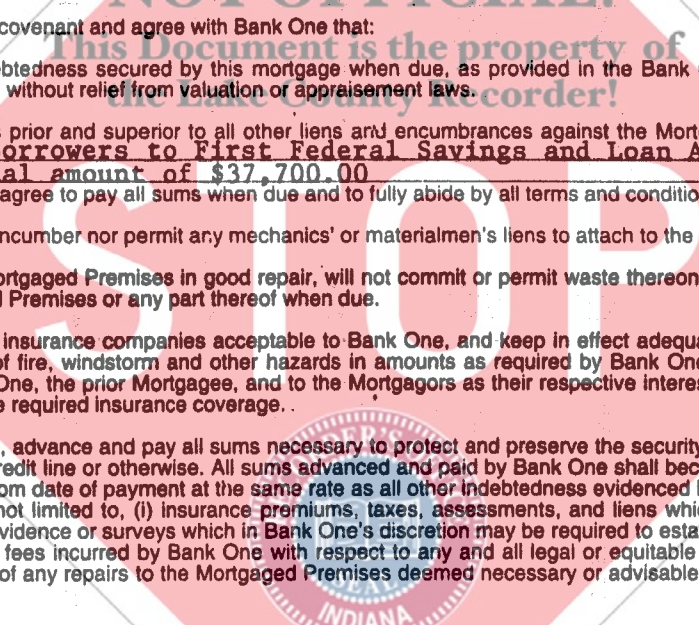 NOT OFFICIAL!
covenant and agree with Bank One that:
This Document is the property of
ebtedness secured by this mortgage when due, as provided in the Bank
without relief from valuation or appraisement laws.
the Lake County Recorder!
prior and superior to all other liens and encumbrances against the Mort
orrowers to First Federal Savings and Loan A
al amount of $37,700.00
agree to pay all sums when due and to fully abide by all terms and conditio
ncumber nor permit any mechanics' or materialmen's liens to attach to the
ortgaged Premises in good repair, will not commit or permit waste thereon
d Premises or any part thereof when due.
STOP
insurance companies acceptable to Bank One, and keep in effect adequa
of fire, windstorm and other hazards in amounts as required by Bank One
One, the prior Mortgagee, and to the Mortgagors as their respective interes
e required insurance coverage.
, advance and pay all sums necessary to protect and preserve the security
redit line or otherwise. All sums advanced and paid by Bank One shall bec
om date of payment at the same rate as all other indebtedness evidenced
not limited to, (i) insurance premiums, taxes, assessments, and liens whic
vidence or surveys which in Bank One's discretion may be required to esta
fees incurred by Bank One with respect to any and all legal or equitable
of any repairs to the Mortgaged Premises deemed necessary or advisable
SEAL
INDIANA